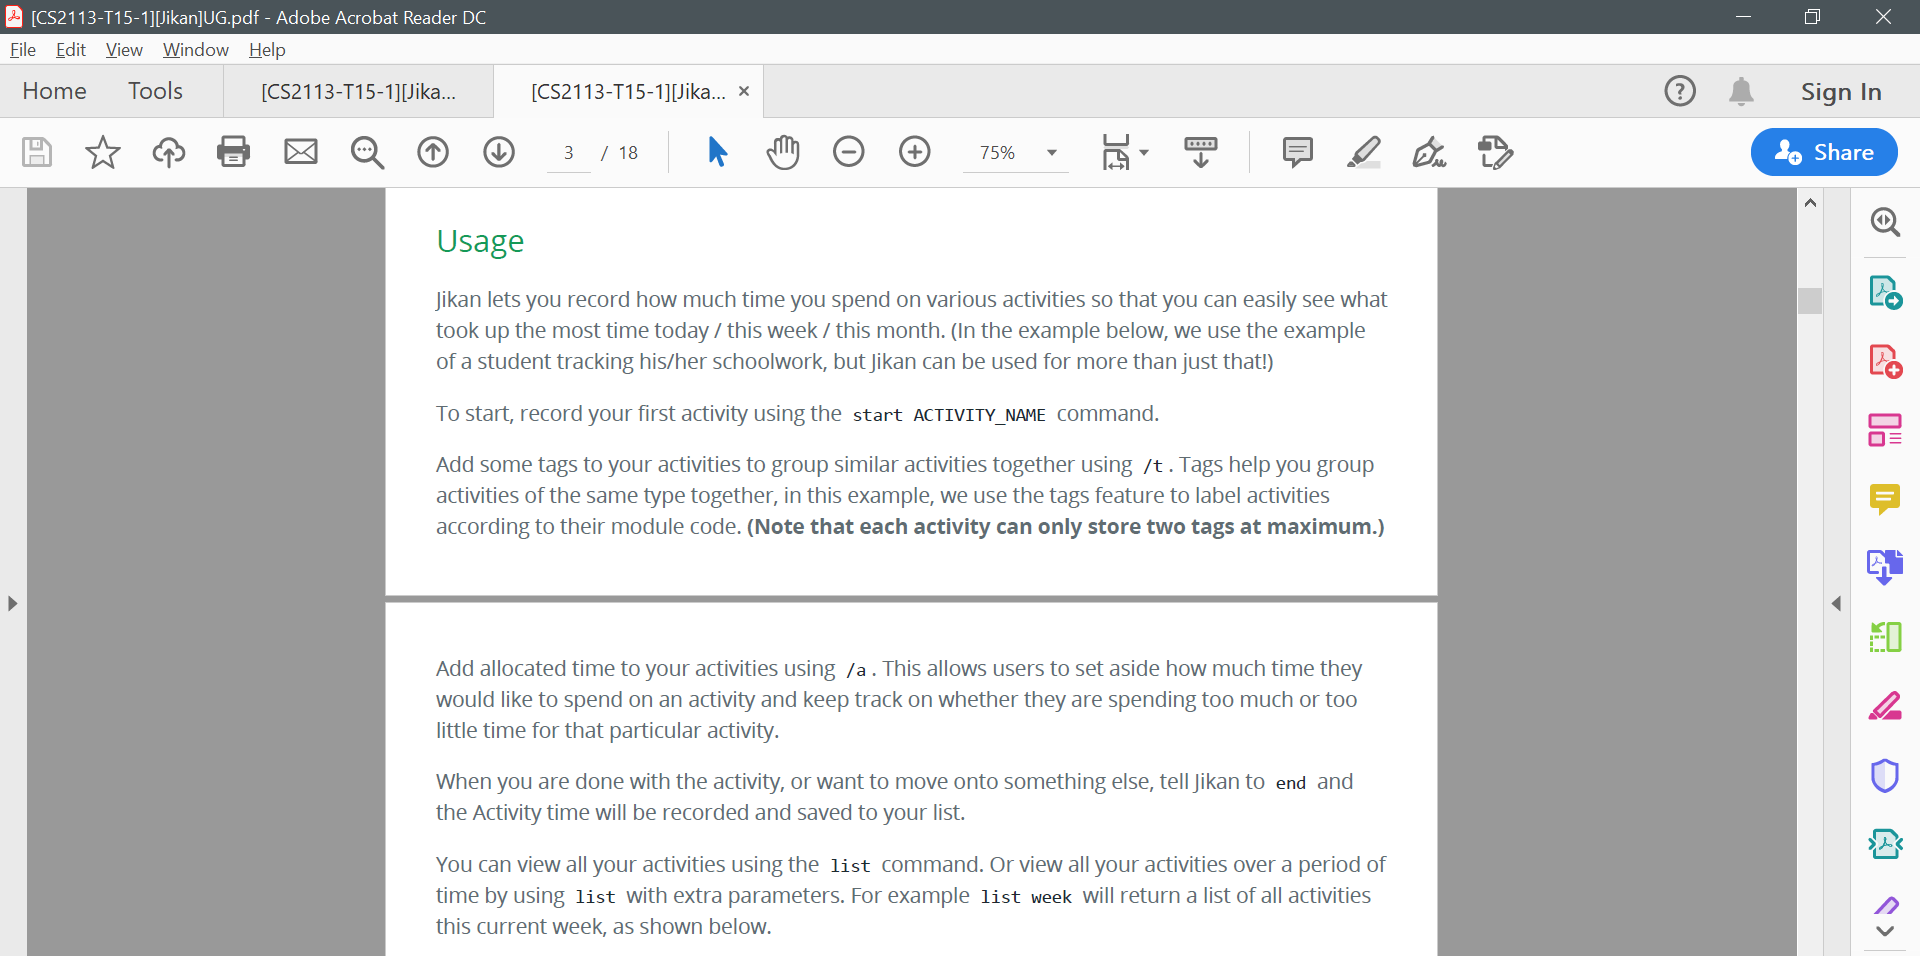 [CS2113-T15-1][Jikan]UG.pdf - Adobe Acrobat Reader DC
File Edit View Window Help
Home Tools [CS2113-T15-1][Jika... [CS2113-T15-1][Jika... Sign In
3 / 18 75% Share
Usage
Jikan lets you record how much time you spend on various activities so that you can easily see what
took up the most time today / this week / this month. (In the example below, we use the example
of a student tracking his/her schoolwork, but Jikan can be used for more than just that!)
To start, record your first activity using the start ACTIVITY_NAME command.
Add some tags to your activities to group similar activities together using /t. Tags help you group
activities of the same type together, in this example, we use the tags feature to label activities
according to their module code. (Note that each activity can only store two tags at maximum.)
Add allocated time to your activities using /a. This allows users to set aside how much time they
would like to spend on an activity and keep track on whether they are spending too much or too
little time for that particular activity.
When you are done with the activity, or want to move onto something else, tell Jikan to end and
the Activity time will be recorded and saved to your list.
You can view all your activities using the list command. Or view all your activities over a period of
time by using list with extra parameters. For example list week will return a list of all activities
this current week, as shown below.